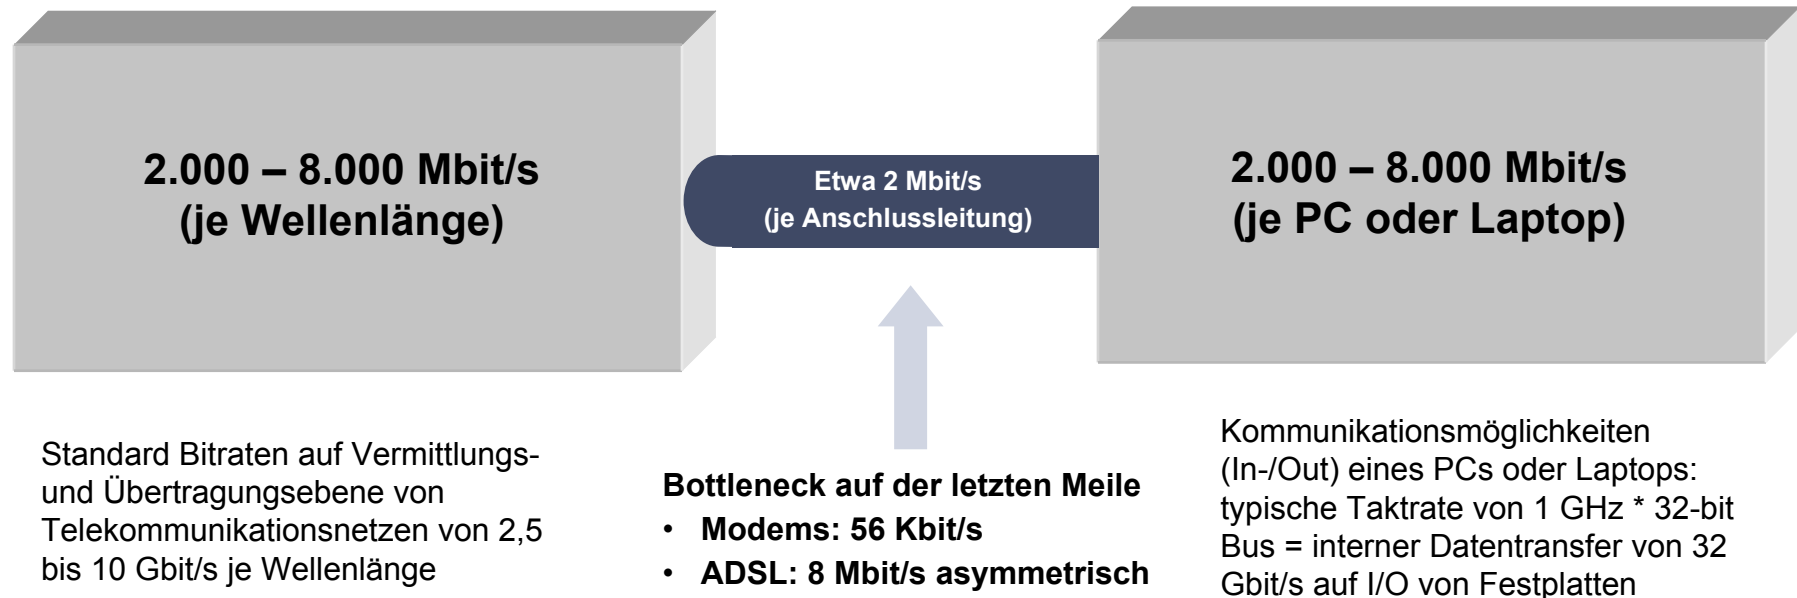 2.000 – 8.000 Mbit/s
(je Wellenlänge)
Etwa 2 Mbit/s
(je Anschlussleitung)
2.000 – 8.000 Mbit/s
(je PC oder Laptop)
Standard Bitraten auf Vermittlungs-
und Übertragungsebene von
Telekommunikationsnetzen von 2,5
bis 10 Gbit/s je Wellenlänge
Bottleneck auf der letzten Meile
• Modems: 56 Kbit/s
• ADSL: 8 Mbit/s asymmetrisch
Kommunikationsmöglichkeiten
(In-/Out) eines PCs oder Laptops:
typische Taktrate von 1 GHz * 32-bit
Bus = interner Datentransfer von 32
Gbit/s auf I/O von Festplatten